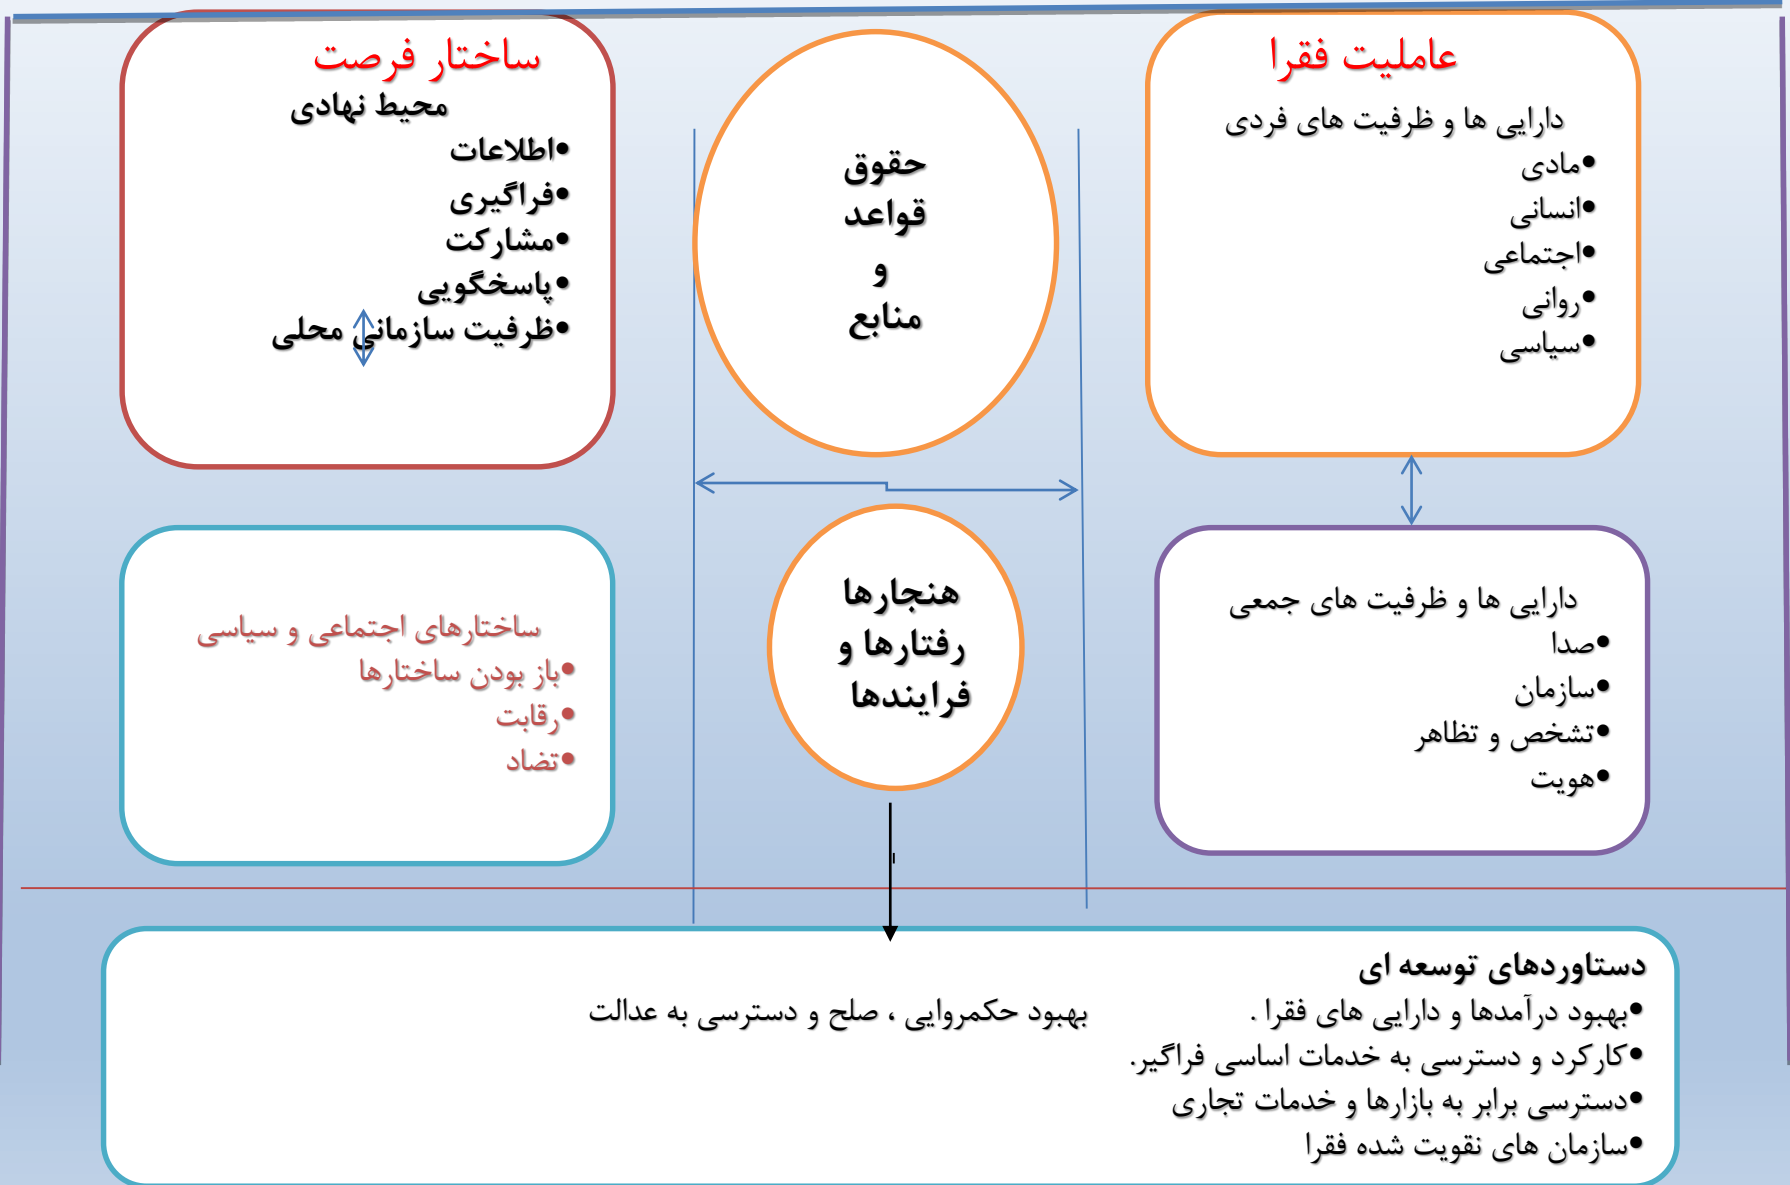 عاملیت فقرا
دارایی ها و ظرفیت های فردی
•مادی
•انسانی
•اجتماعی
•روانی
•سیاسی
حقوق
قواعد
و
منابع
ساختار فرصت
محیط نهادی
•اطلاعات
•فراگیری
•مشارکت
•پاسخگویی
•ظرفیت سازمانی محلی
دارایی ها و ظرفیت های جمعی
•صدا
•سازمان
•تشخص و تظاهر
•هویت
هنجارها
رفتارها و
فرایندها
ساختارهای اجتماعی و سیاسی
•باز بودن ساختارها
•رقابت
•تضاد
دستاوردهای توسعه ای
•بهبود درآمدها و دارایی های فقرا . بهبود حکمروایی ، صلح و دسترسی به عدالت
•کارکرد و دسترسی به خدمات اساسی فراگیر.
•دسترسی برابر به بازارها و خدمات تجاری
•سازمان های نقویت شده فقرا